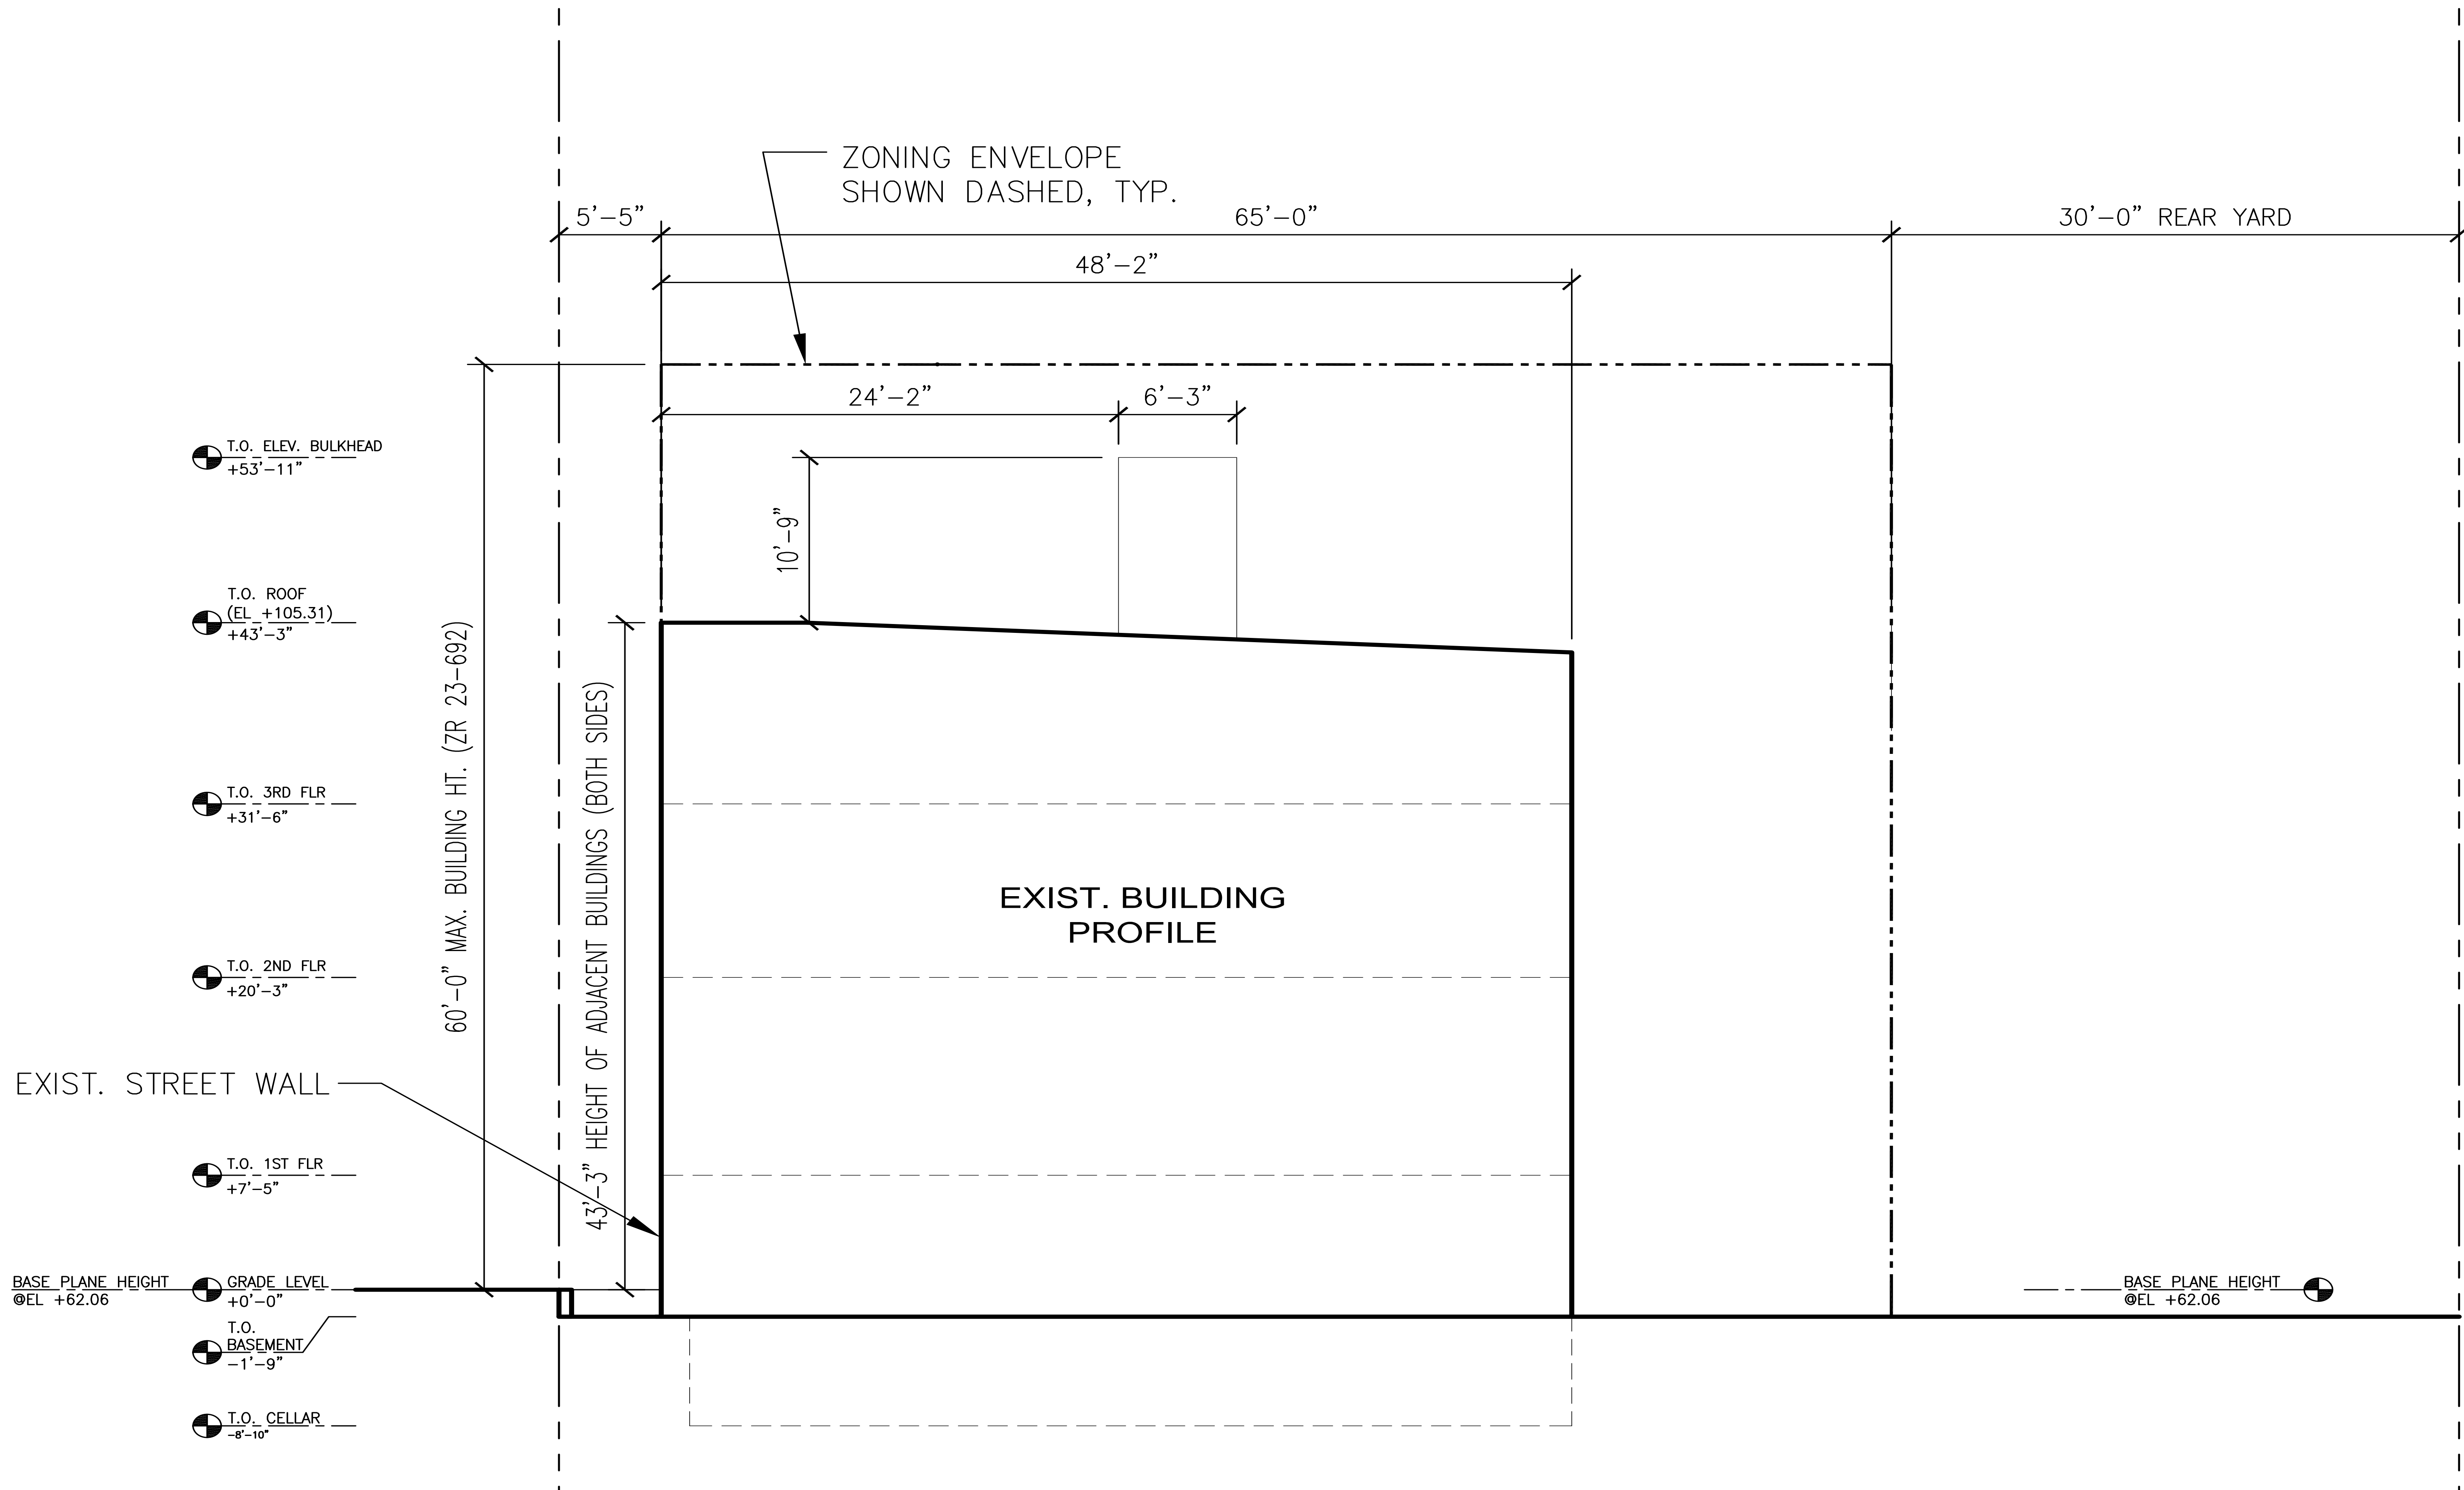 ZONING ENVELOPE
SHOWN DASHED, TYP.
5’–5”
65’–0”
30’–0” REAR YARD
48’–2”
24’–2”
6’–3”
T.O. ELEV. BULKHEAD
+53’–11”
10’–9”
T.O. ROOF
(EL +105.31)
+43’–3”
60’–0” MAX. BUILDING HT. (ZR 23–692)
43’–3” HEIGHT OF ADJACENT BUILDINGS (BOTH SIDES)
T.O. 3RD FLR
+31’–6”
EXIST. BUILDING
PROFILE
T.O. 2ND FLR
+20’–3”
EXIST. STREET WALL
T.O. 1ST FLR
+7’–5”
BASE PLANE HEIGHT
@EL +62.06
GRADE LEVEL
+0’–0”
BASE PLANE HEIGHT
@EL +62.06
T.O.
BASEMENT
–1’–9”
T.O. CELLAR
–8’–10”